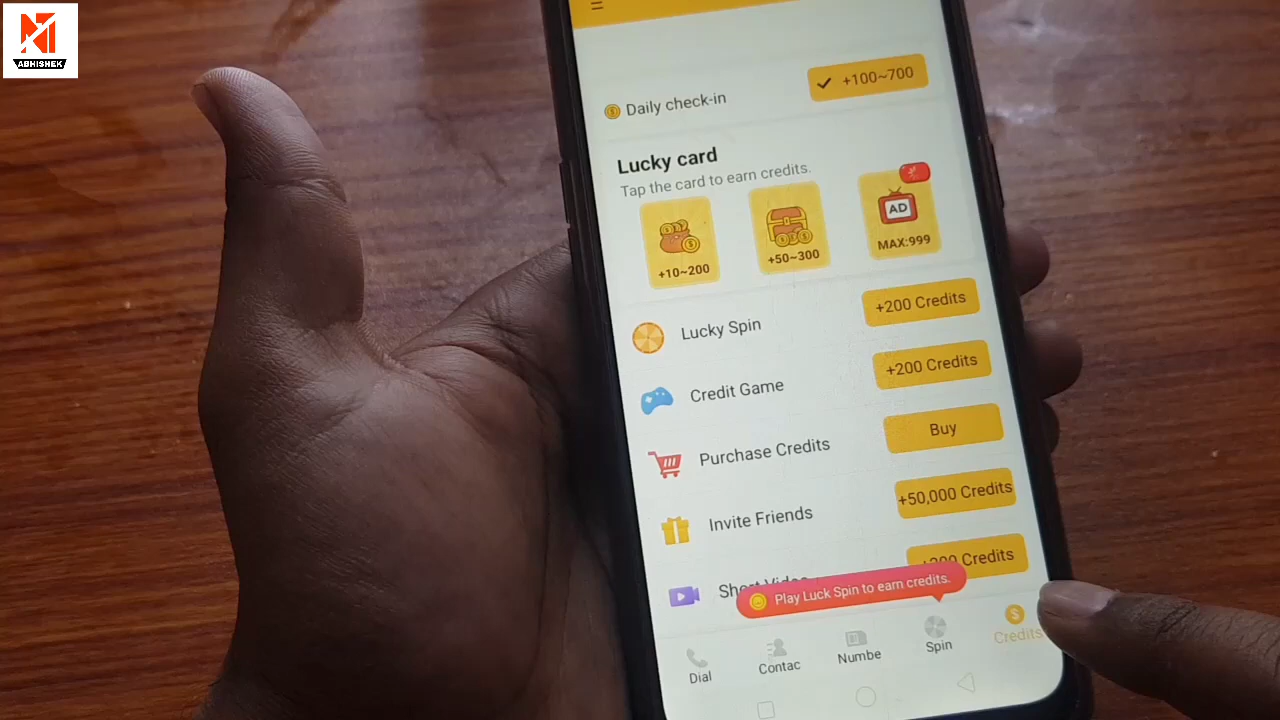 ABHISHEK
Daily check-in
+100~700
Lucky card
Tap the card to earn credits.
+10~200
+50~300
AD
MAX:999
Lucky Spin
+200 Credits
Credit Game
+200 Credits
Purchase Credits
Buy
Invite Friends
+50,000 Credits
Credits
Play Luck Spin to earn credits.
Dial
Contac
Numbe
Spin
Credits